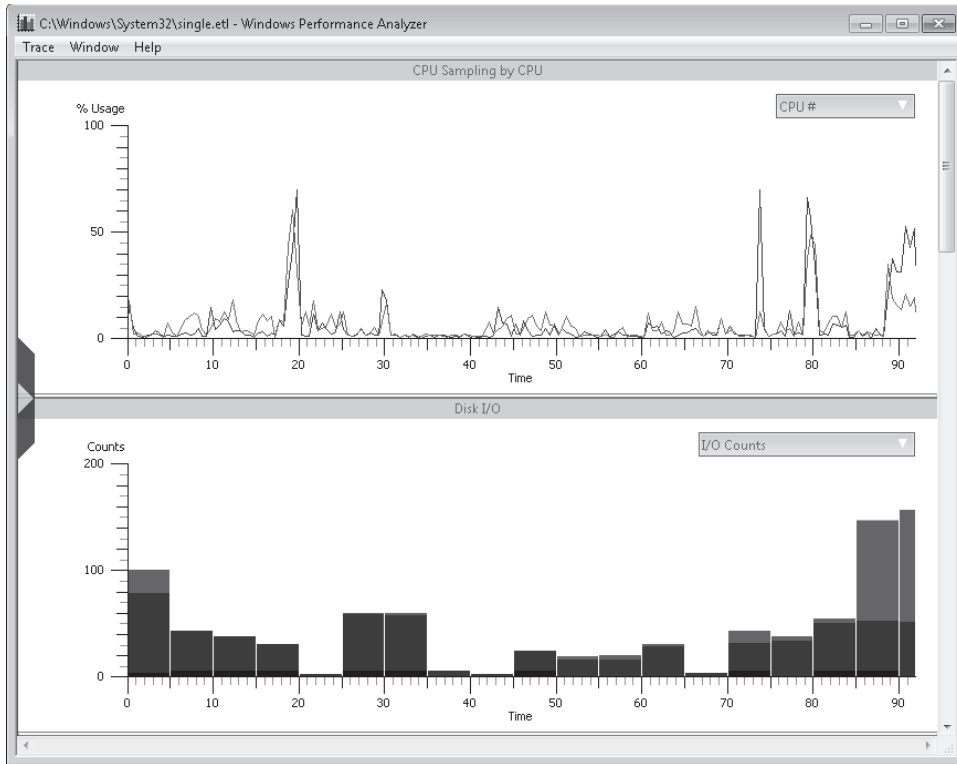 C:\Windows\System32\single.etl - Windows Performance Analyzer
Trace Window Help
CPU Sampling by CPU
% Usage
CPU #
100
50
0
0 10 20 30 40 50 60 70 80 90
Time
Disk I/O
Counts
I/O Counts
200
100
0
0 10 20 30 40 50 60 70 80 90
Time